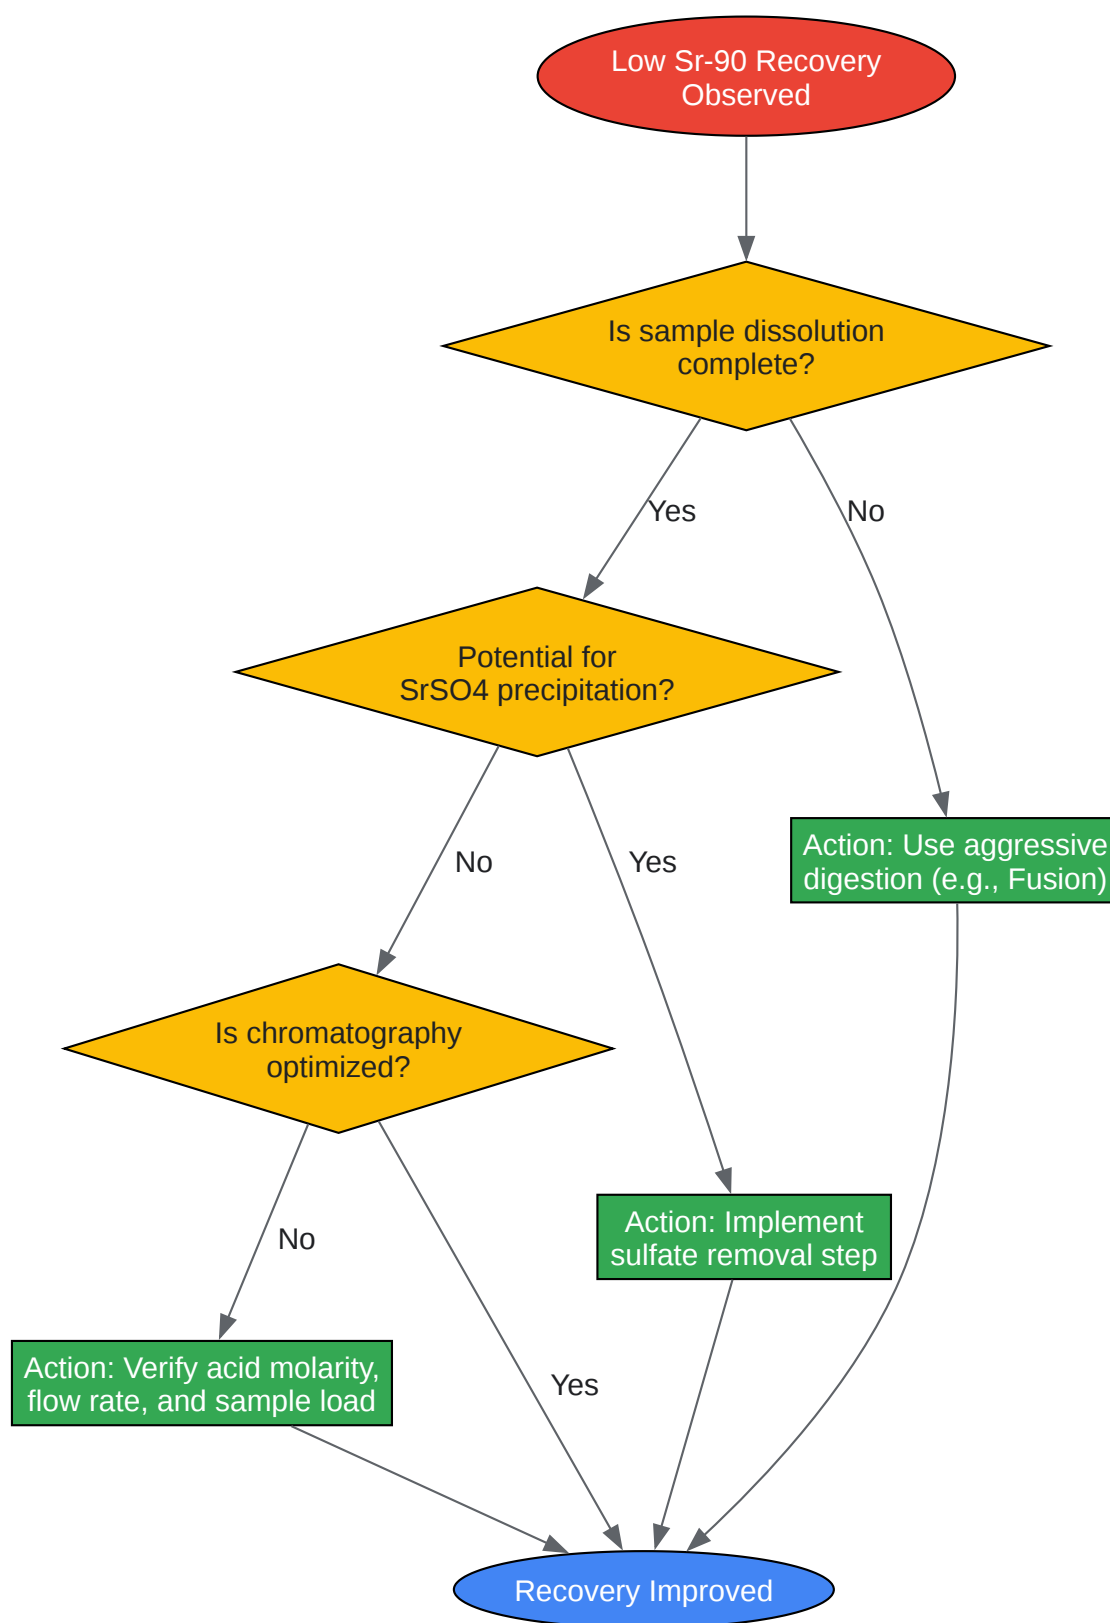 Low Sr-90 Recovery
Observed
Is sample dissolution
complete?
Yes
No
Potential for
SrSO4 precipitation?
No
Yes
Action: Use aggressive
digestion (e.g., Fusion)
Is chromatography
optimized?
No
Action: Implement
sulfate removal step
Action: Verify acid molarity,
flow rate, and sample load
Yes
Recovery Improved